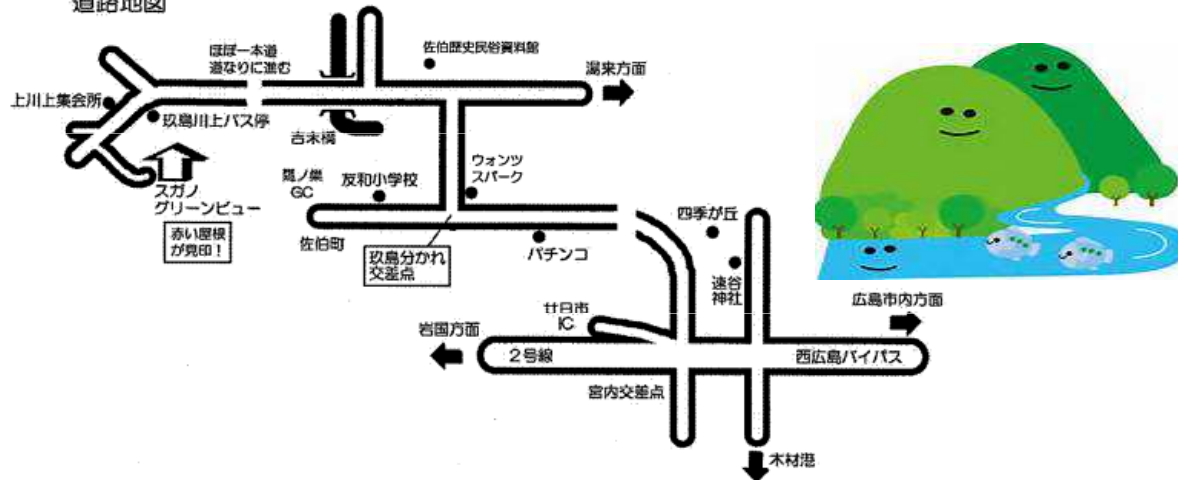 道路地図
ほぼ一本道
道なりに進む
佐伯歴史民俗資料館
湯来方面
上川上集会所
玖島川上バス停
吉末橋
スガノ
グリーンビュー
赤い屋根
が見印！
GC
友和小学校
ウォンツ
スパーク
佐伯町
玖島分かれ
交差点
パチンコ
四季が丘
速谷
神社
廿日市
IC
広島市内方面
岩国方面
2号線
西広島バイパス
宮内交差点
木材港